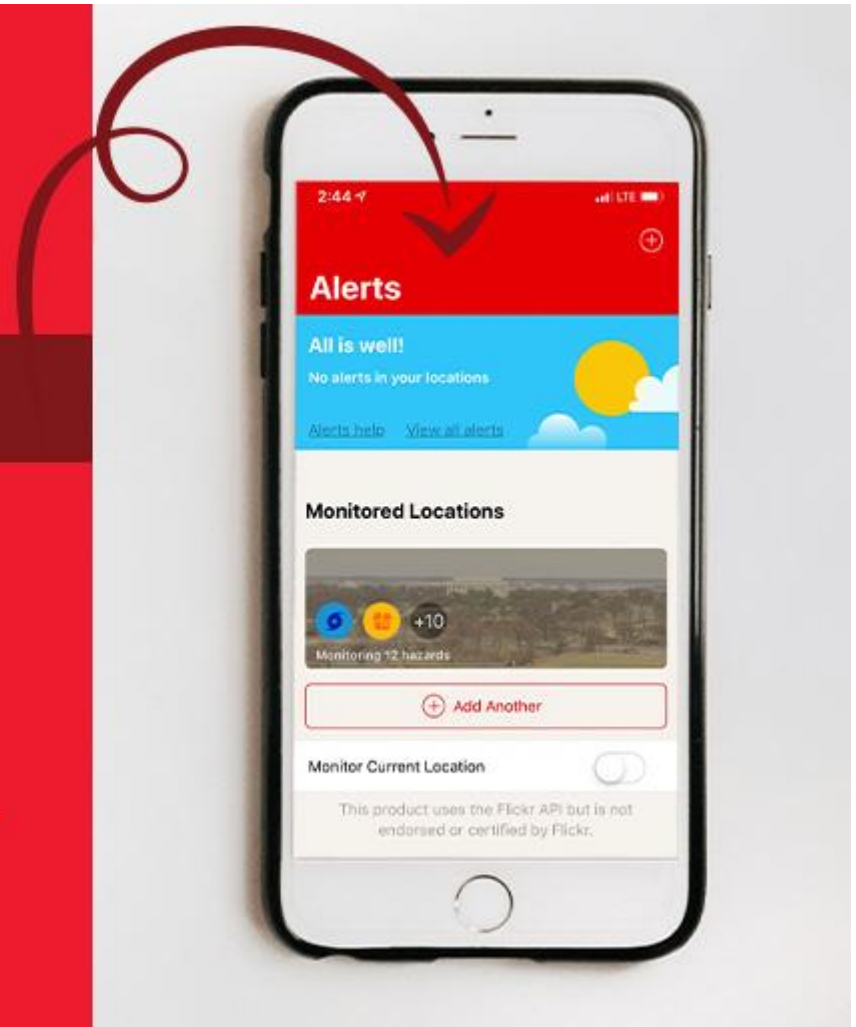 2:44
LTE
Alerts
All is well!
No alerts in your locations
Alerts help View all alerts
Monitored Locations
+10
Monitoring 12 hazards
Add Another
Monitor Current Location
This product uses the Flickr API but is not
endorsed or certified by Flickr.